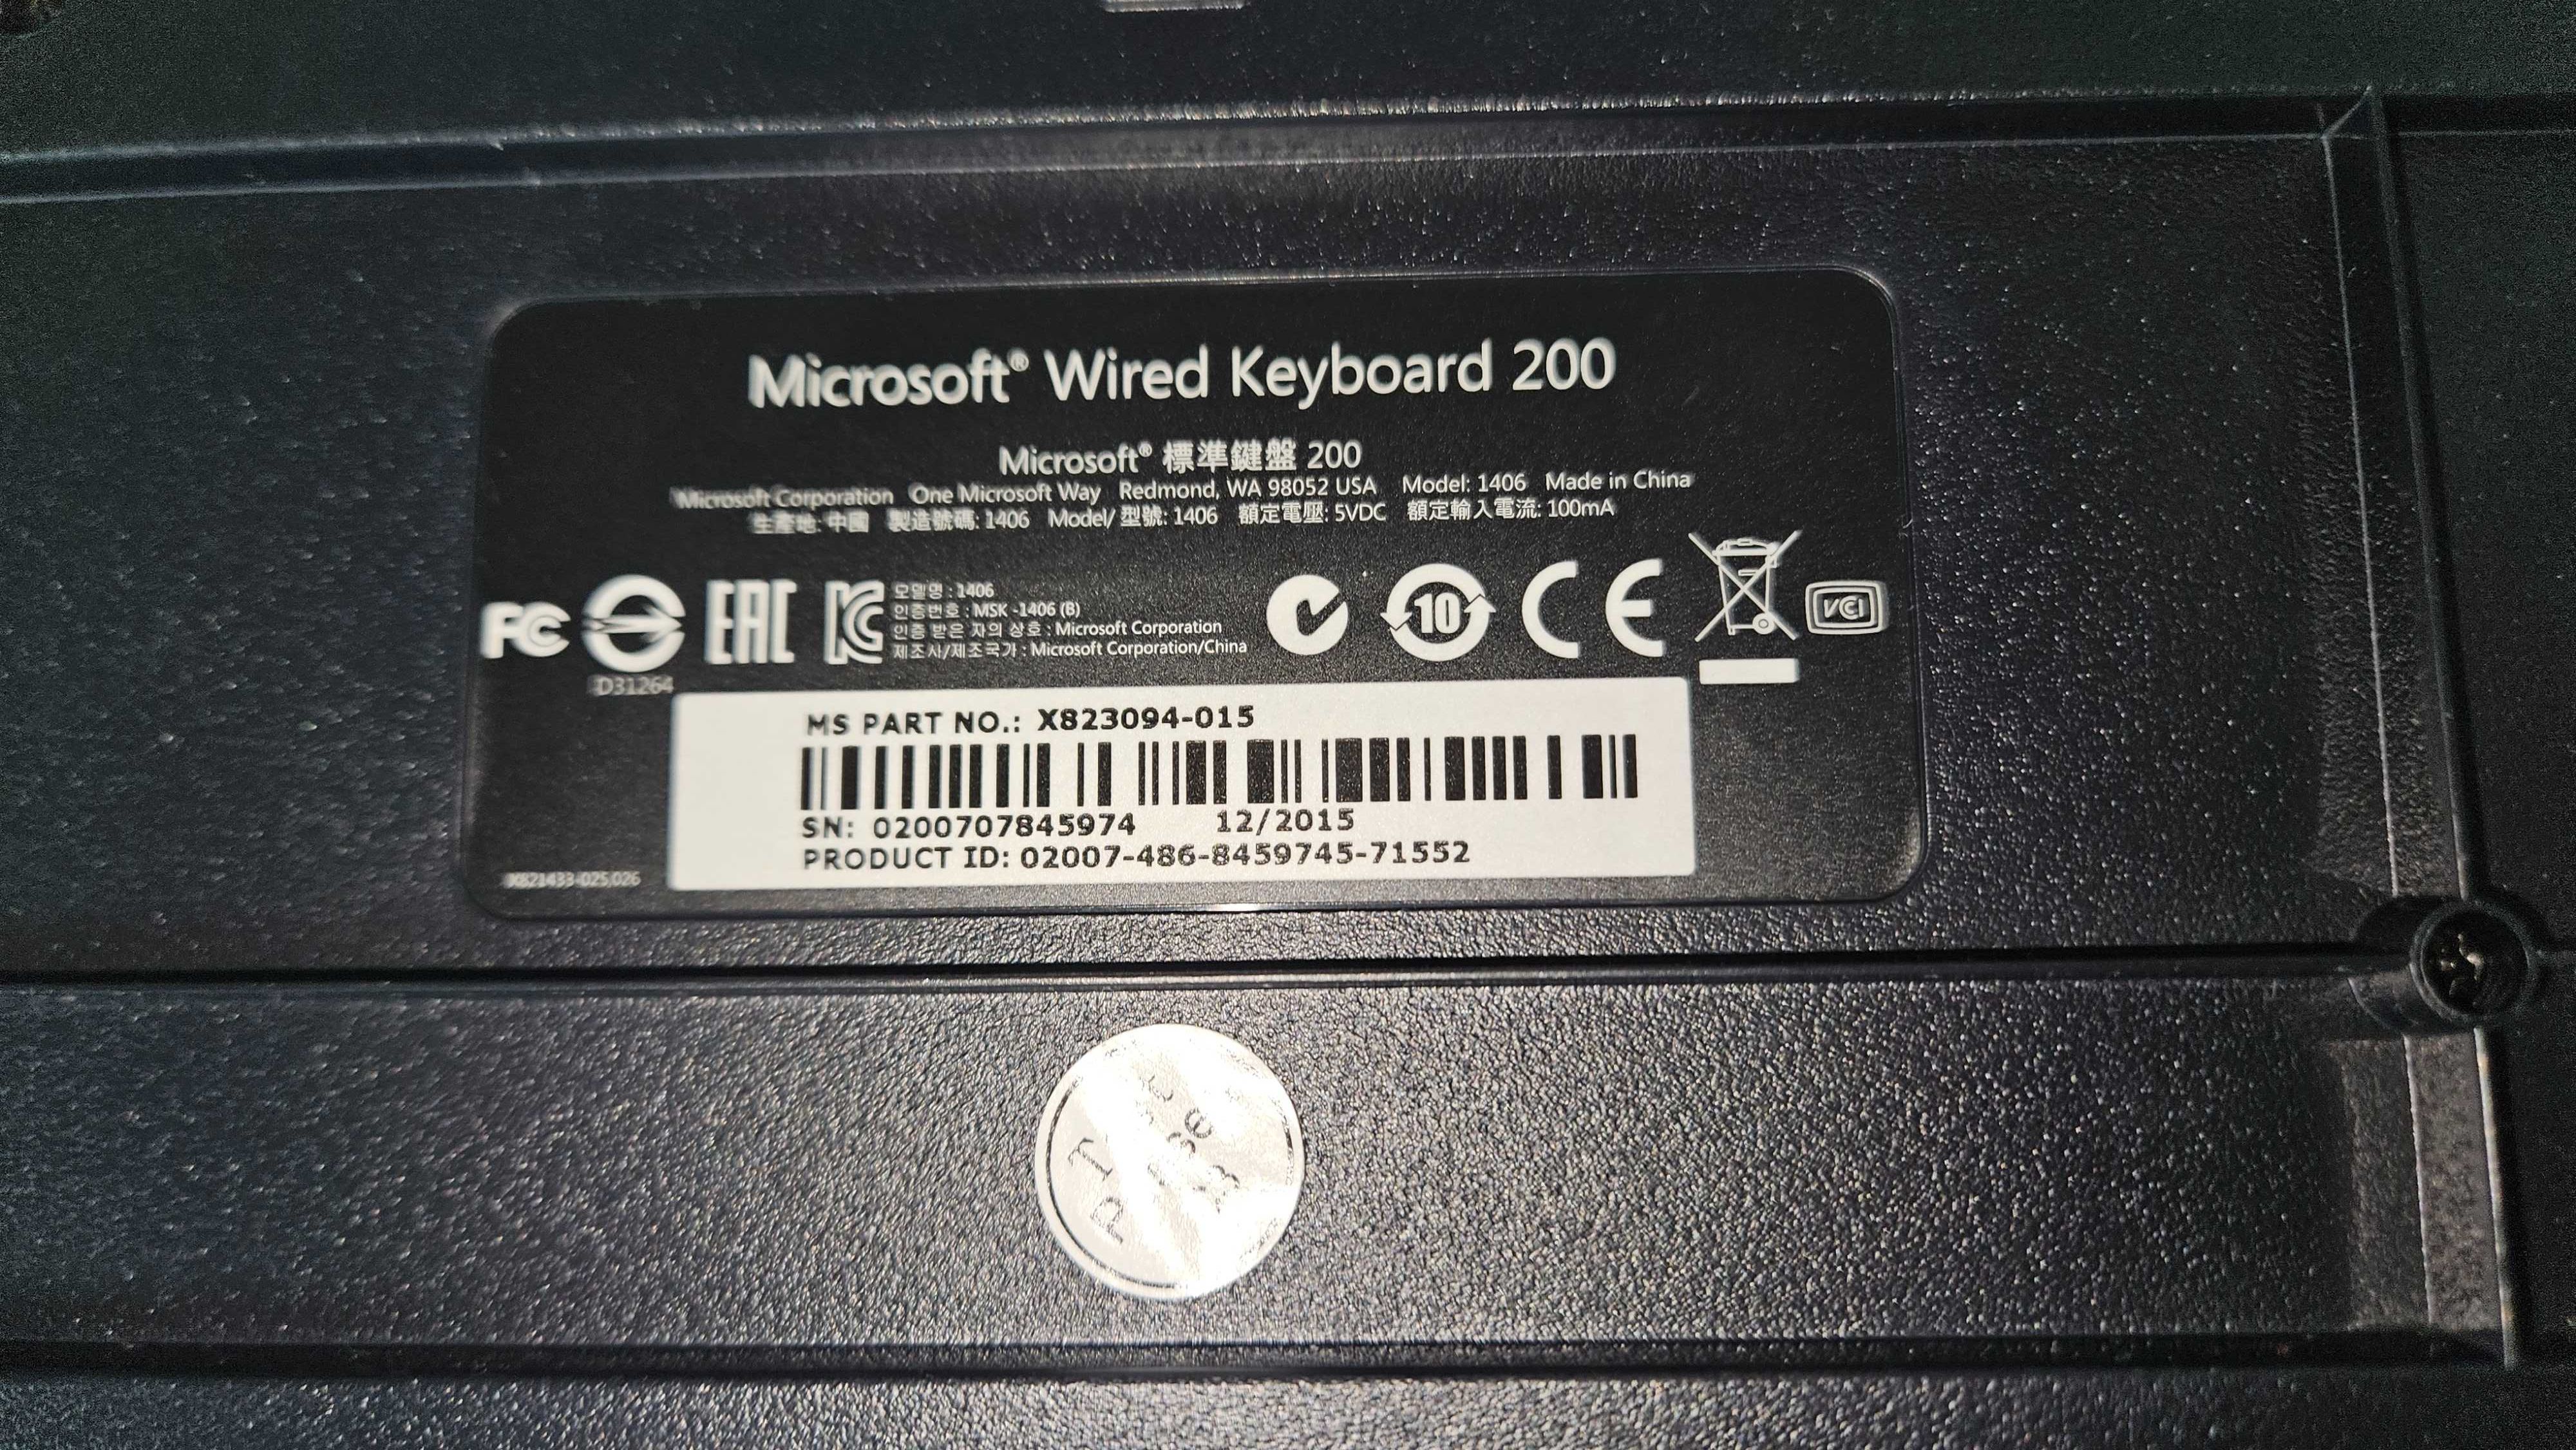 Microsoft® Wired Keyboard 200
Microsoft® 標準鍵盤 200
Microsoft Corporation One Microsoft Way Redmond, WA 98052 USA Model: 1406 Made in China
生產地: 中國 製造號碼: 1406 Model/ 型號: 1406 額定電壓: 5VDC 額定輸入電流: 100mA
FC
D31264
EAC
KC
모델명 : 1406
인증번호 : MSK -1406 (B)
인증 받은 자의 상호 : Microsoft Corporation
제조사/제조국가 : Microsoft Corporation/China
10
CE
VCI
MS PART NO.: X823094-015
SN: 0200707845974 12/2015
PRODUCT ID: 02007-486-8459745-71552